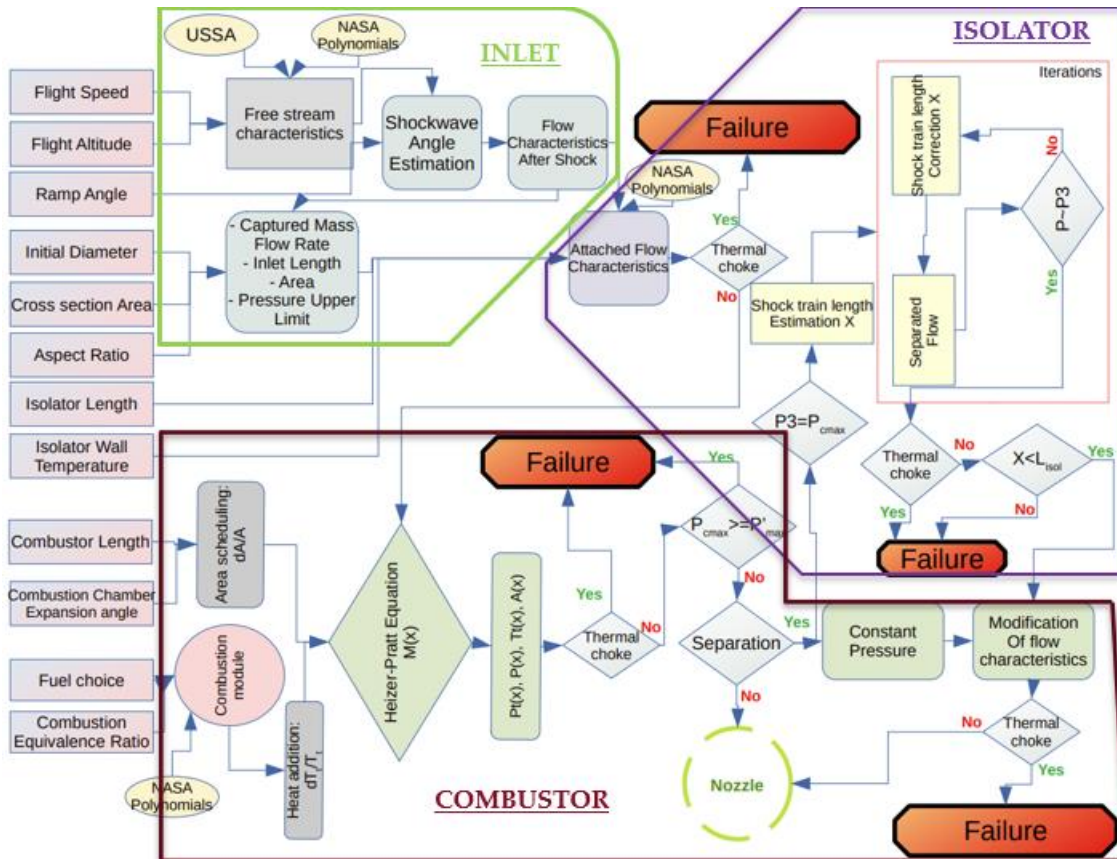 USSA
NASA
Polynomials
INLET
ISOLATOR
Flight Speed
Flight Altitude
Ramp Angle
Initial Diameter
Cross section Area
Aspect Ratio
Isolator Length
Isolator Wall
Temperature
Combustor Length
Combustion Chamber
Expansion angle
Fuel choice
Combustion
Equivalence Ratio
Free stream
characteristics
Shockwave
Angle
Estimation
Flow
Characteristics
After Shock
- Captured Mass
Flow Rate
- Inlet Length
- Area
- Pressure Upper
Limit
NASA
Polynomials
Attached Flow
Characteristics
Failure
Yes
Thermal
choke
No
Iterations
Shock train length
Correction X
No
P~P3
Separated
Flow
Yes
Shock train length
Estimation X
P3=Pcmax
Thermal
choke
No
X<Lisol
Yes
Yes
No
Failure
Area scheduling:
dA/A
Combustion
module
NASA
Polynomials
Heat addition:
dTt/Tt
Heizer-Pratt Equation
M(x)
Pt(x), P(x), Tt(x), A(x)
Failure
Yes
Yes
Thermal
choke
No
Pcmax>=P'max
No
Separation
Yes
No
Constant
Pressure
Modification
Of flow
characteristics
No
Thermal
choke
Yes
Nozzle
Failure
COMBUSTOR